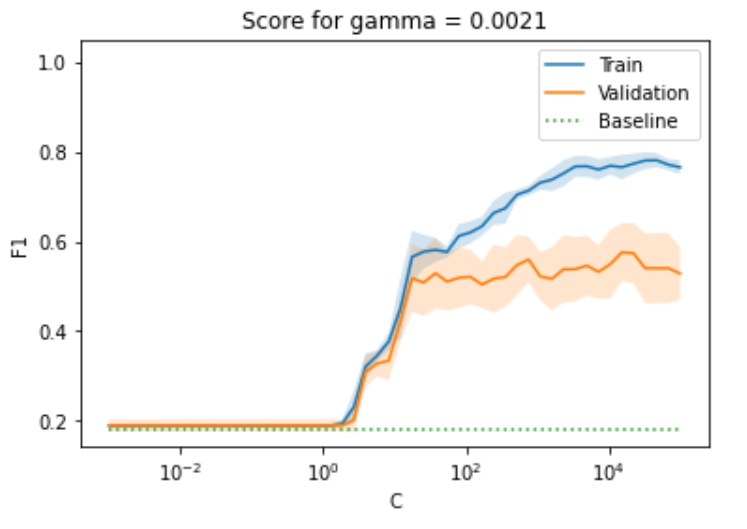 Score for gamma = 0.0021
Train
Validation
Baseline
1.0
0.8
0.6
0.4
0.2
F1
10⁻² 10⁰ 10² 10⁴
C